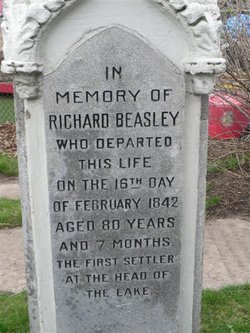 IN
MEMORY OF
RICHARD BEASLEY
WHO DEPARTED
THIS LIFE
ON THE 16TH DAY
OF FEBRUARY 1842
AGED 80 YEARS
AND 7 MONTHS.
THE FIRST SETTLER
AT THE HEAD OF
THE LAKE.